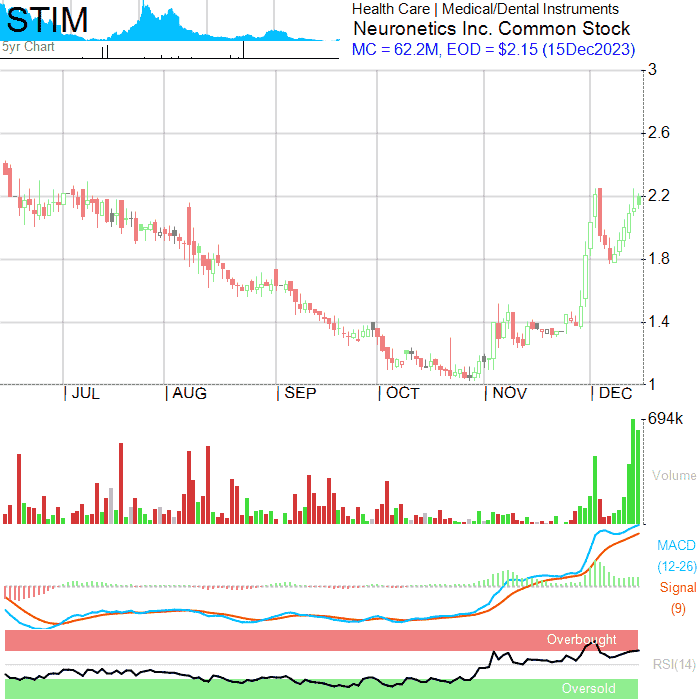 STIM
5yr Chart
Health Care | Medical/Dental Instruments
Neuronetics Inc. Common Stock
MC = 62.2M, EOD = $2.15 (15Dec2023)
3
2.6
2.2
1.8
1.4
1
| JUL | AUG | SEP | OCT | NOV | DEC
694k
Volume
MACD
(12-26)
Signal
(9)
Overbought
RSI(14)
Oversold